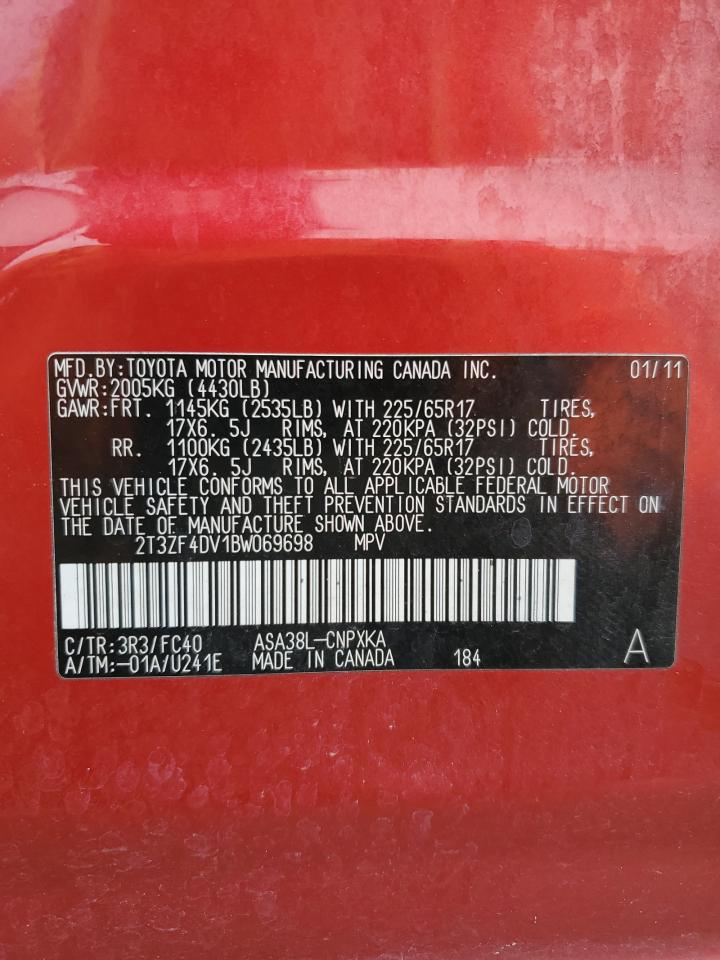 MFD.BY:TOYOTA MOTOR MANUFACTURING CANADA INC. 01/11
GVWR:2005KG (4430LB)
GAWR:FRT. 1145KG (2535LB) WITH 225/65R17 TIRES,
17X6. 5J RIMS, AT 220KPA (32PSI) COLD.
RR. 1100KG (2435LB) WITH 225/65R17 TIRES,
17X6. 5J RIMS, AT 220KPA (32PSI) COLD.
THIS VEHICLE CONFORMS TO ALL APPLICABLE FEDERAL MOTOR
VEHICLE SAFETY AND THEFT PREVENTION STANDARDS IN EFFECT ON
THE DATE OF MANUFACTURE SHOWN ABOVE.
2T3ZF4DV1BW069698 MPV
C/TR:3R3/FC40 ASA38L-CNPXKA
A/TM:-01A/U241E MADE IN CANADA 184 A